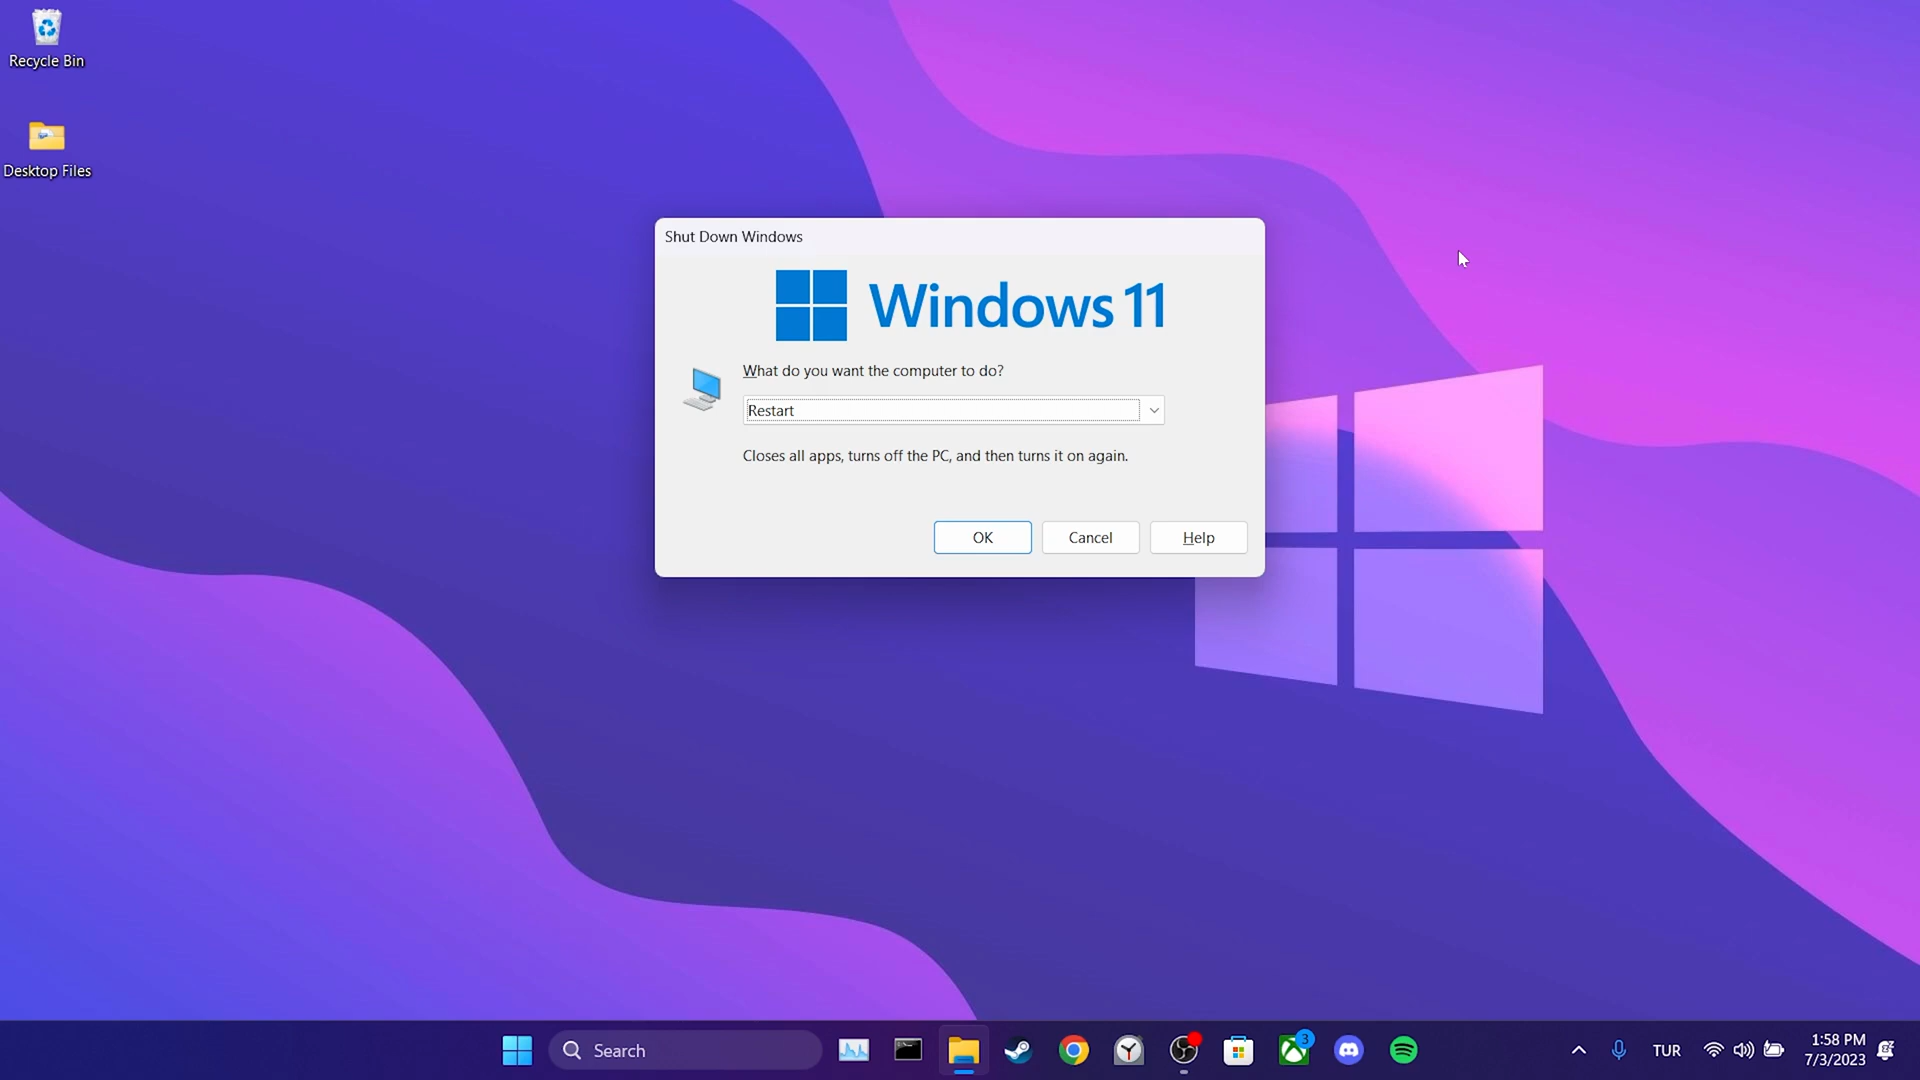 Recycle Bin
Desktop Files
Shut Down Windows
Windows 11
What do you want the computer to do?
Restart
Closes all apps, turns off the PC, and then turns it on again.
OK Cancel Help
Search
3
TUR
1:58 PM
7/3/2023